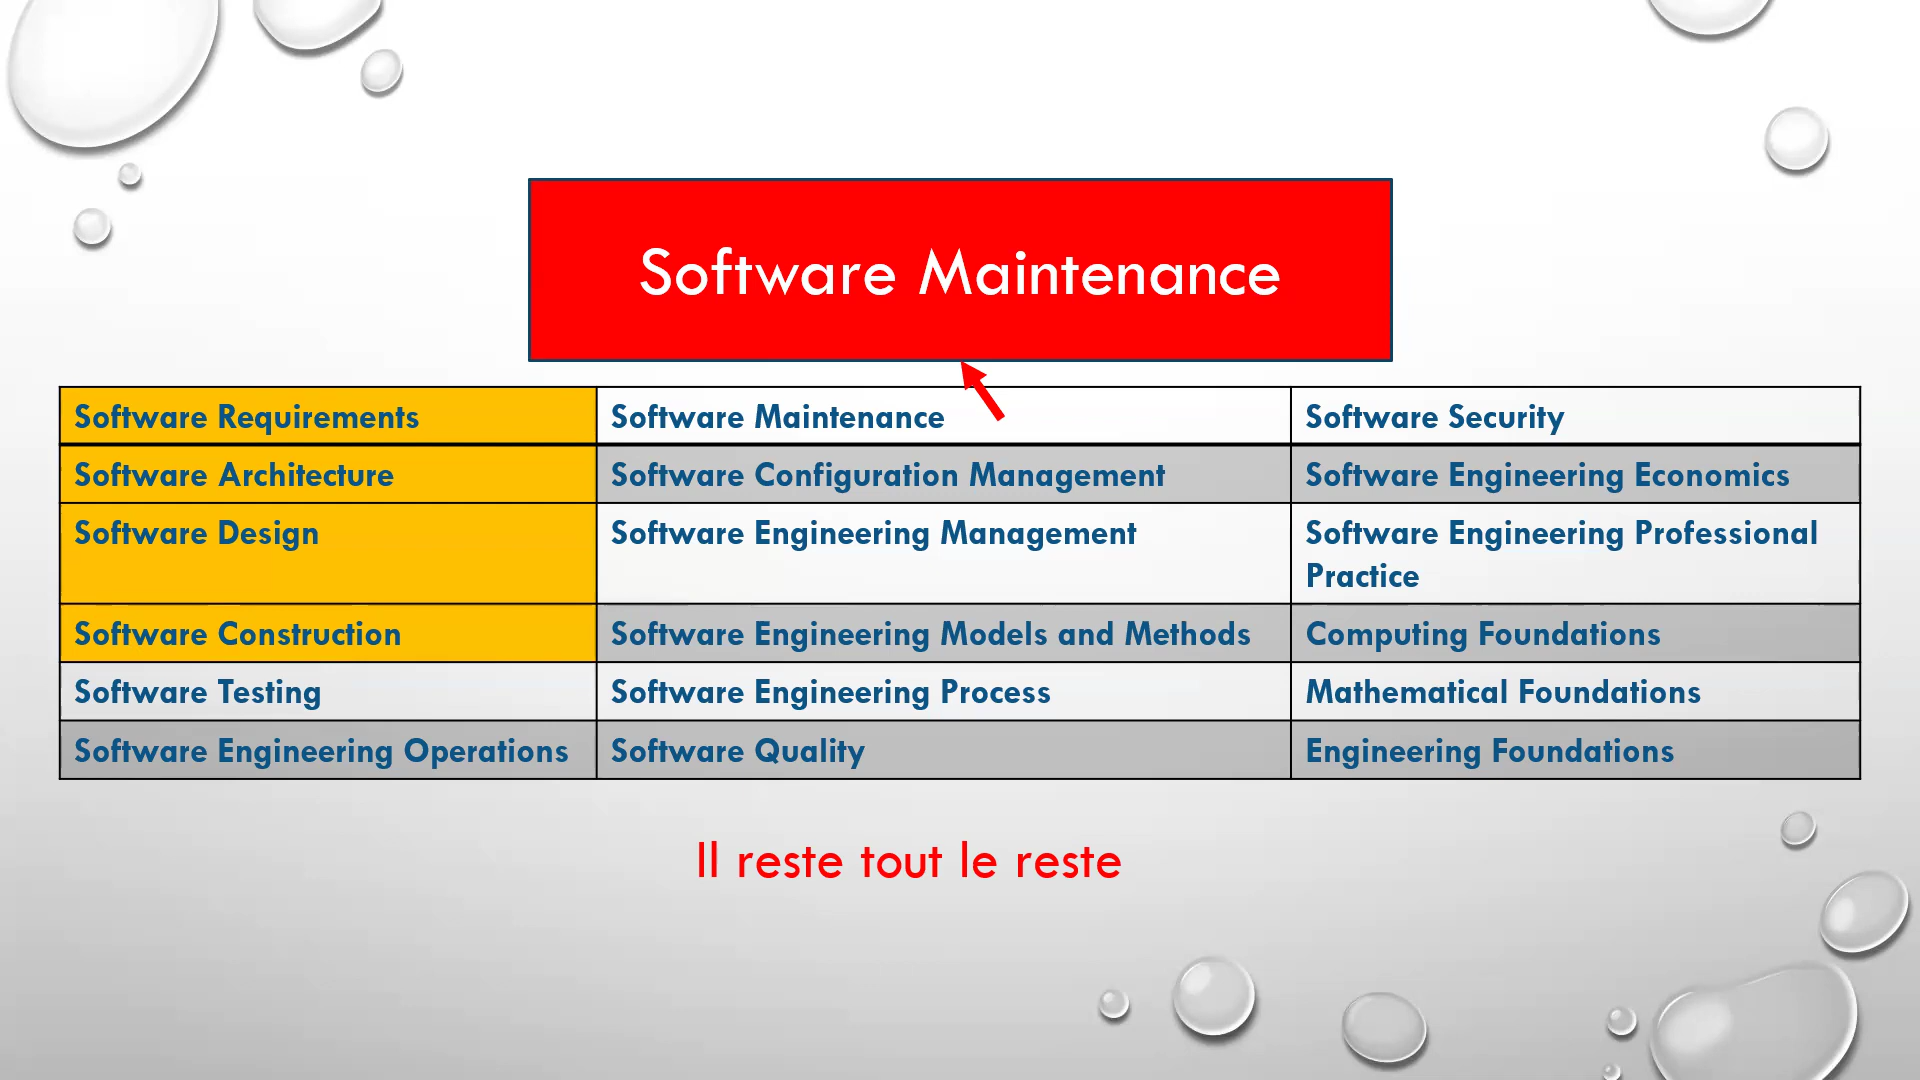 Software Maintenance
Software Requirements
Software Maintenance
Software Security
Software Architecture
Software Configuration Management
Software Engineering Economics
Software Design
Software Engineering Management
Software Engineering Professional
Practice
Software Construction
Software Engineering Models and Methods
Computing Foundations
Software Testing
Software Engineering Process
Mathematical Foundations
Software Engineering Operations
Software Quality
Engineering Foundations
Il reste tout le reste